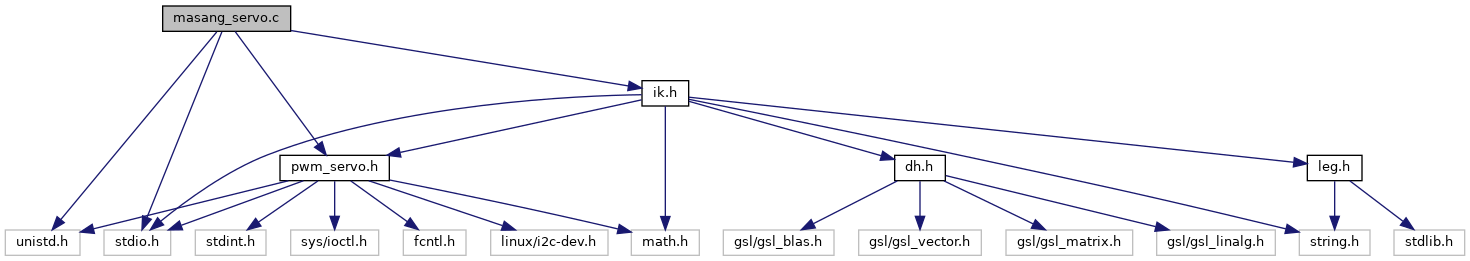 masang_servo.c
ik.h
pwm_servo.h
dh.h
leg.h
unistd.h
stdio.h
stdint.h
sys/ioctl.h
fcntl.h
linux/i2c-dev.h
math.h
gsl/gsl_blas.h
gsl/gsl_vector.h
gsl/gsl_matrix.h
gsl/gsl_linalg.h
string.h
stdlib.h